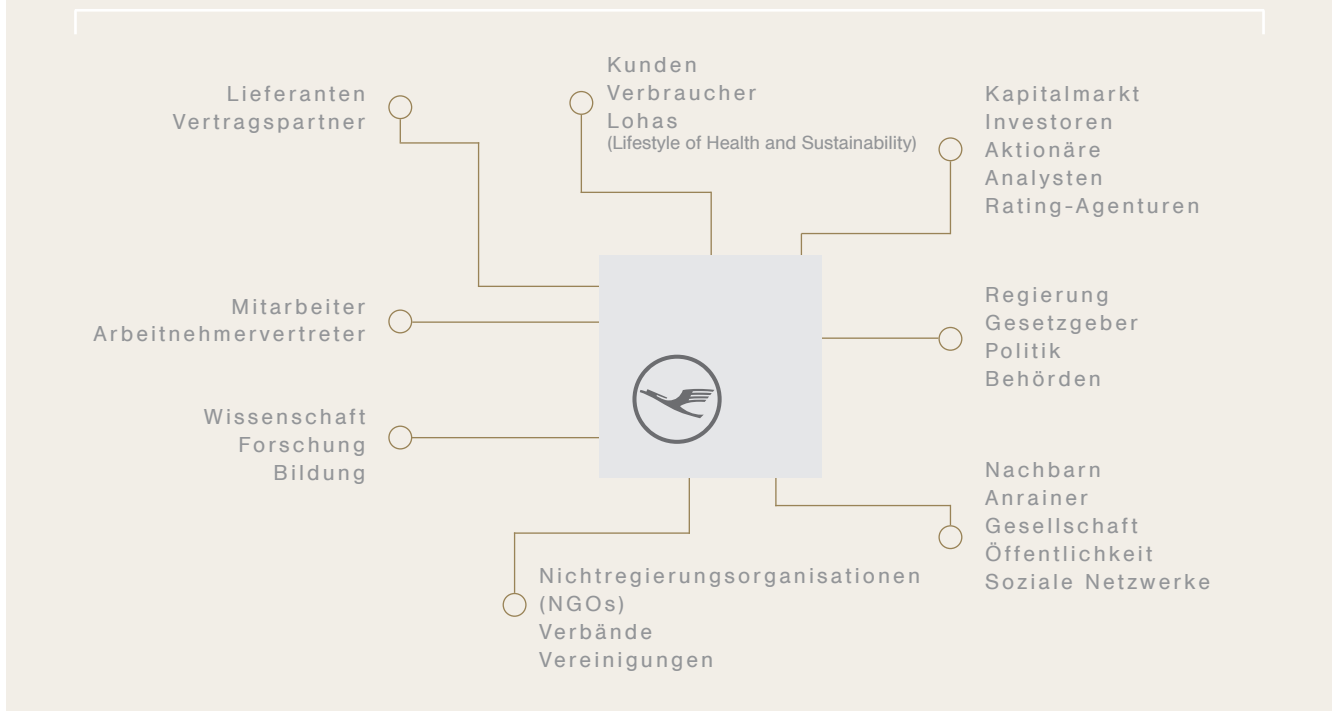 Lieferanten
Vertragspartner
Kunden
Verbraucher
Lohas
(Lifestyle of Health and Sustainability)
Kapitalmarkt
Investoren
Aktionäre
Analysten
Rating-Agenturen
Mitarbeiter
Arbeitnehmervertreter
Regierung
Gesetzgeber
Politik
Behörden
Wissenschaft
Forschung
Bildung
Nichtregierungsorganisationen
(NGOs)
Verbände
Vereinigungen
Nachbarn
Anrainer
Gesellschaft
Öffentlichkeit
Soziale Netzwerke